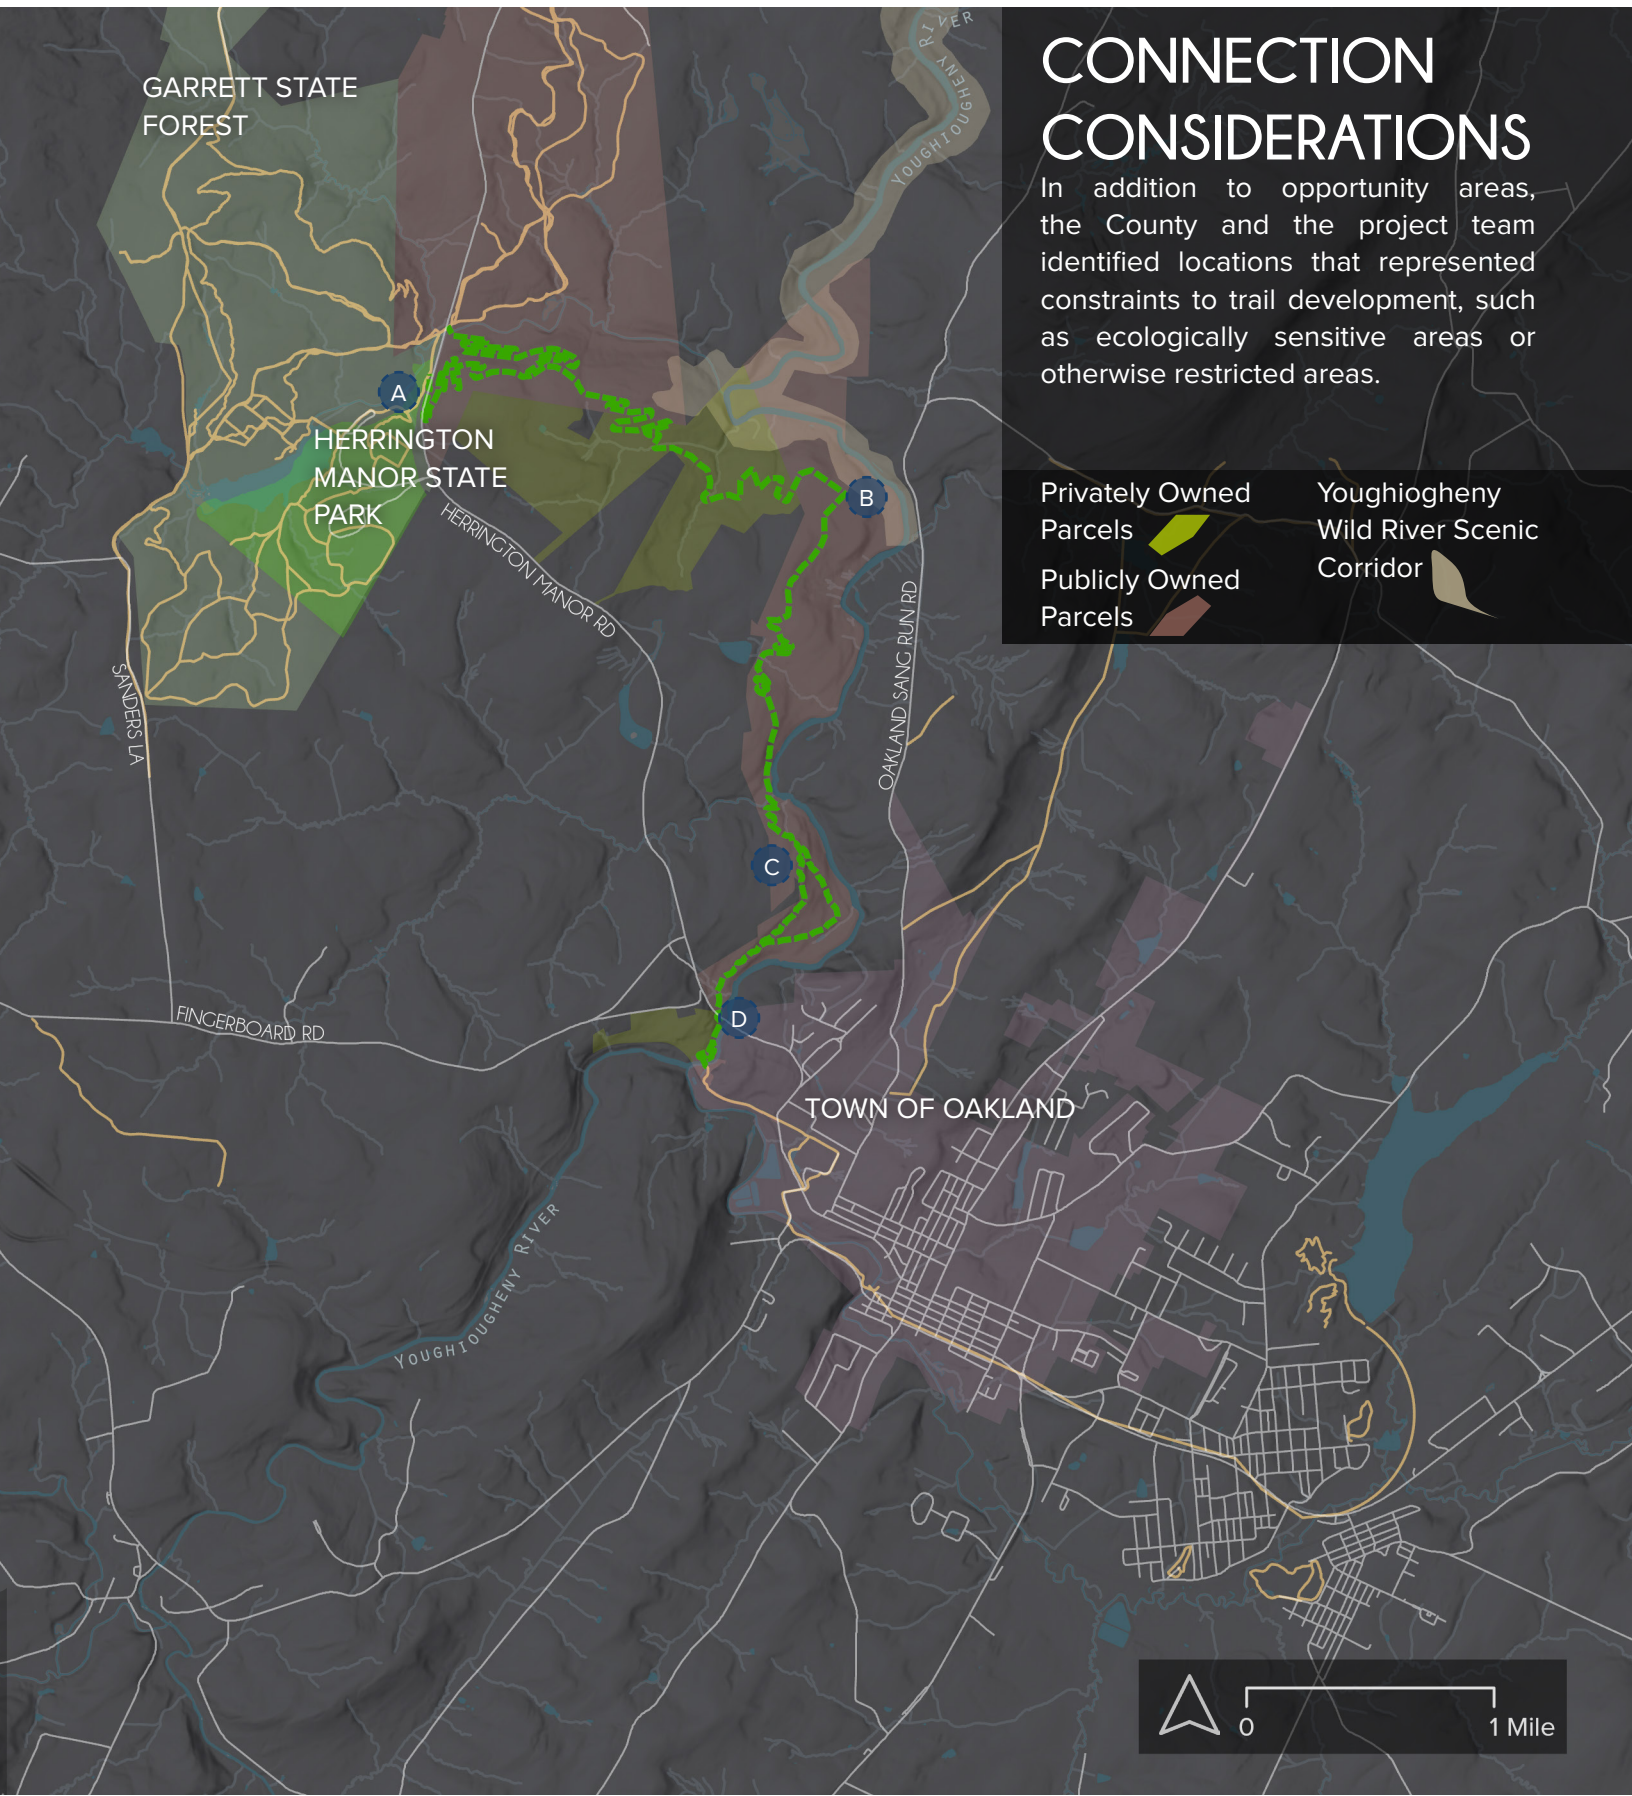 CONNECTION
CONSIDERATIONS
In addition to opportunity areas,
the County and the project team
identified locations that represented
constraints to trail development, such
as ecologically sensitive areas or
otherwise restricted areas.
Privately Owned
Parcels
Publicly Owned
Parcels
Youghiogheny
Wild River Scenic
Corridor
GARRETT STATE
FOREST
YOUGHIOUGHENY RIVER
A
HERRINGTON
MANOR STATE
PARK
HERRINGTON MANOR RD
B
SANDERS LA
OAKLAND SANG RUN RD
C
FINGERBOARD RD
D
TOWN OF OAKLAND
YOUGHIOUGHENY RIVER
0
1 Mile